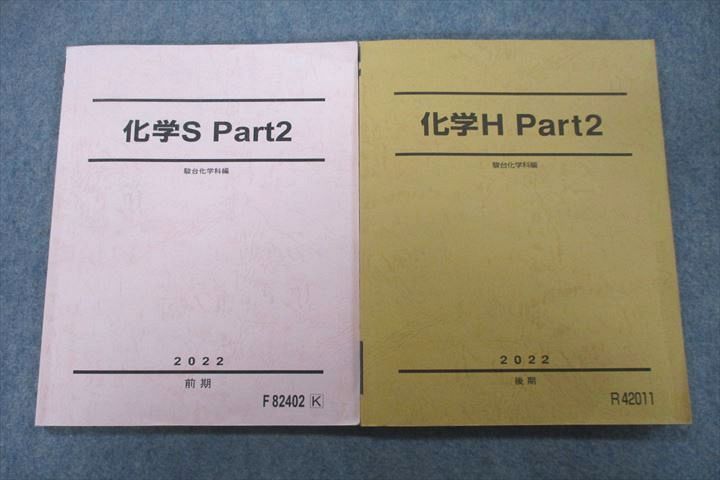 化学S Part2
駿台化学科編
2022
前期
F 82402 K
化学H Part2
駿台化学科編
2022
後期
R 42011